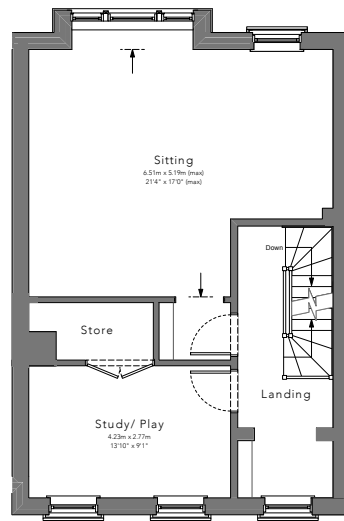 Sitting
6.51m x 5.19m (max)
21'4" x 17'0" (max)
Down
Store
Landing
Study/ Play
4.23m x 2.77m
13'10" x 9'1"